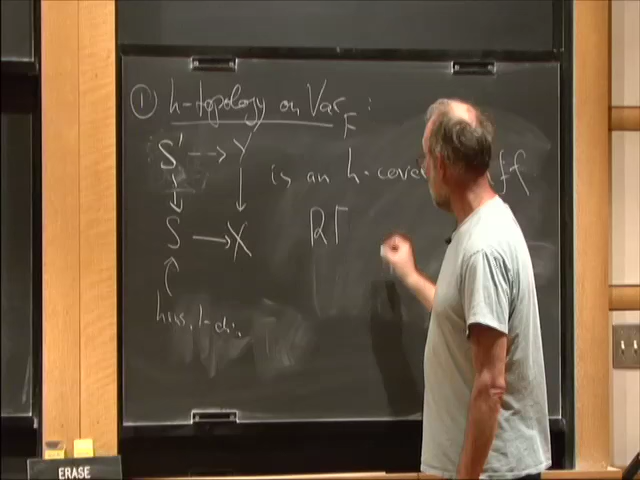 ① h-topology on Var_F :
S' ⇢ Y
is an h-cover iff
S → X
RΓ
ERASE